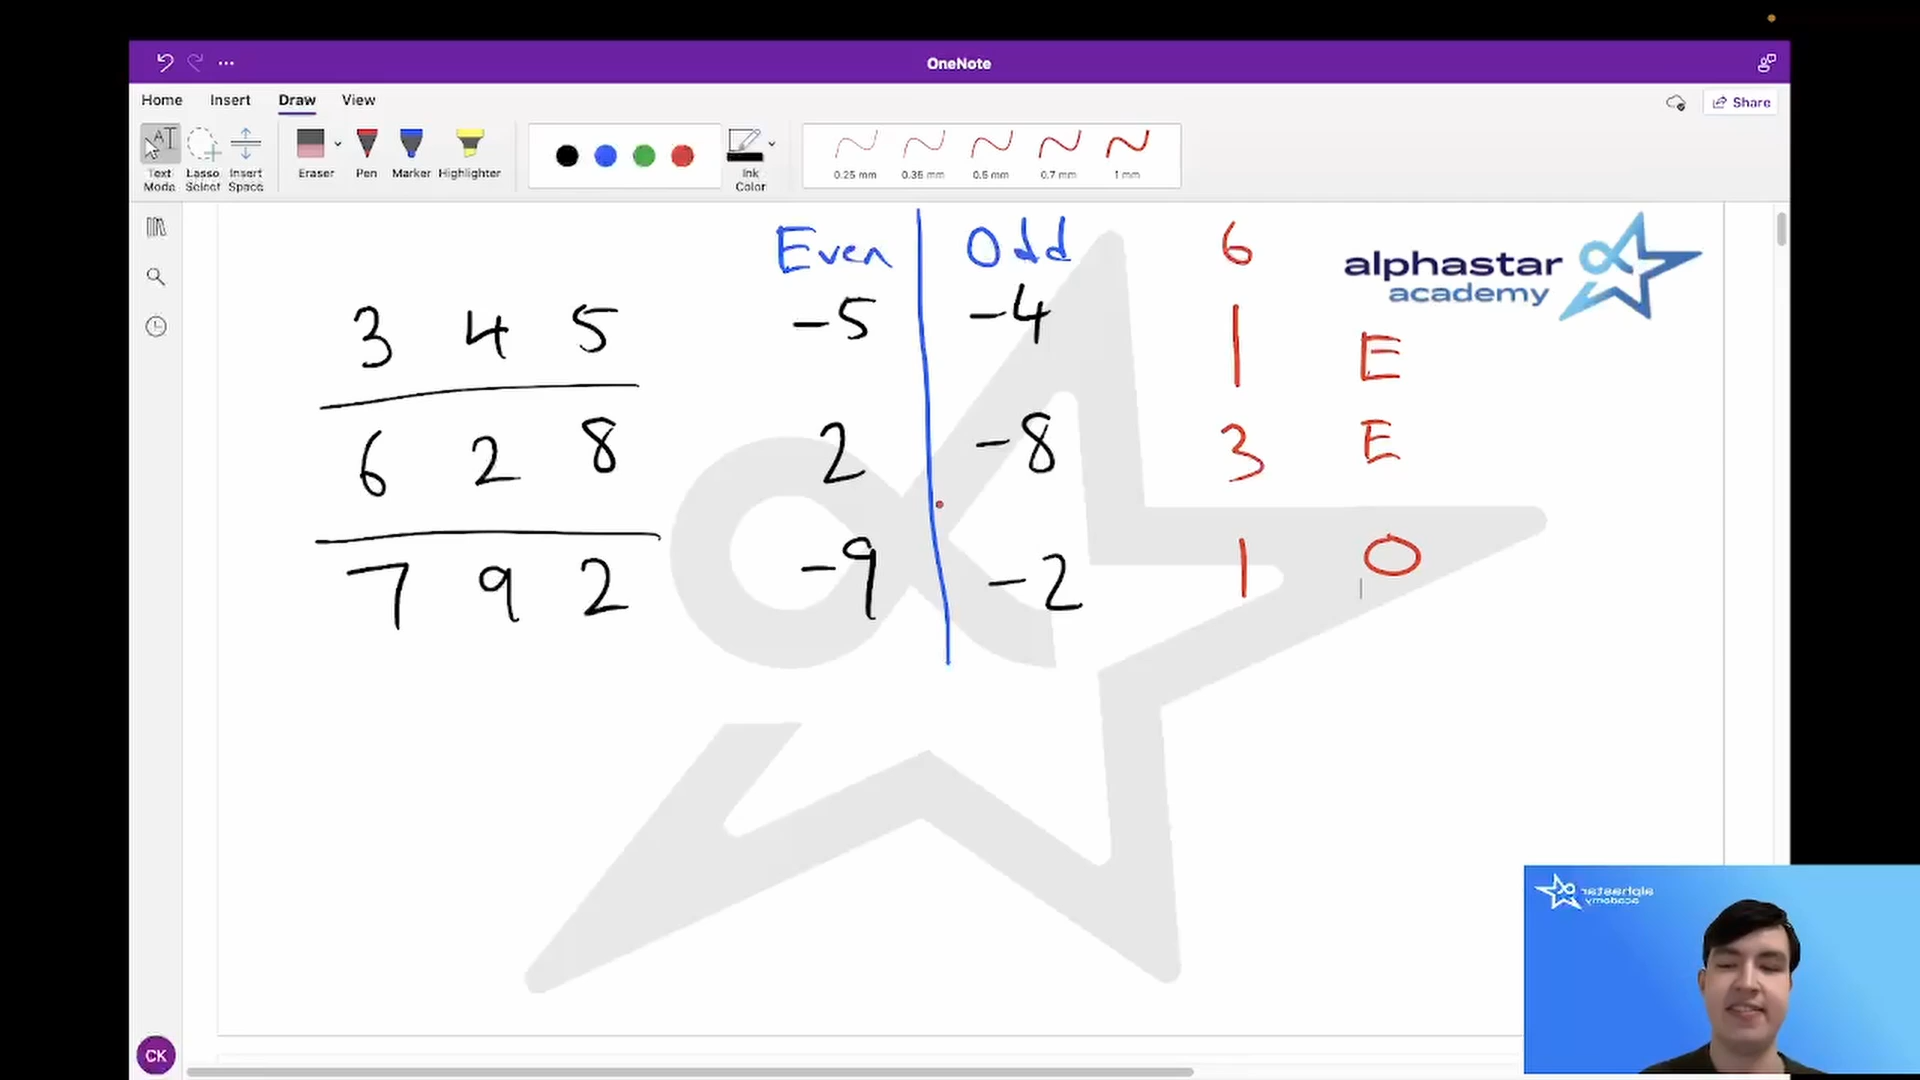 OneNote
Home Insert Draw View
Share
Text Mode
Lasso Select
Insert Space
Eraser
Pen
Marker
Highlighter
Ink Color
0.25 mm
0.35 mm
0.5 mm
0.7 mm
1 mm
Even Odd 6
alphastar academy
3 4 5 -5 -4 1 E
6 2 8 2 -8 3 E
7 9 2 -9 -2 1 O
alphastar academy
CK